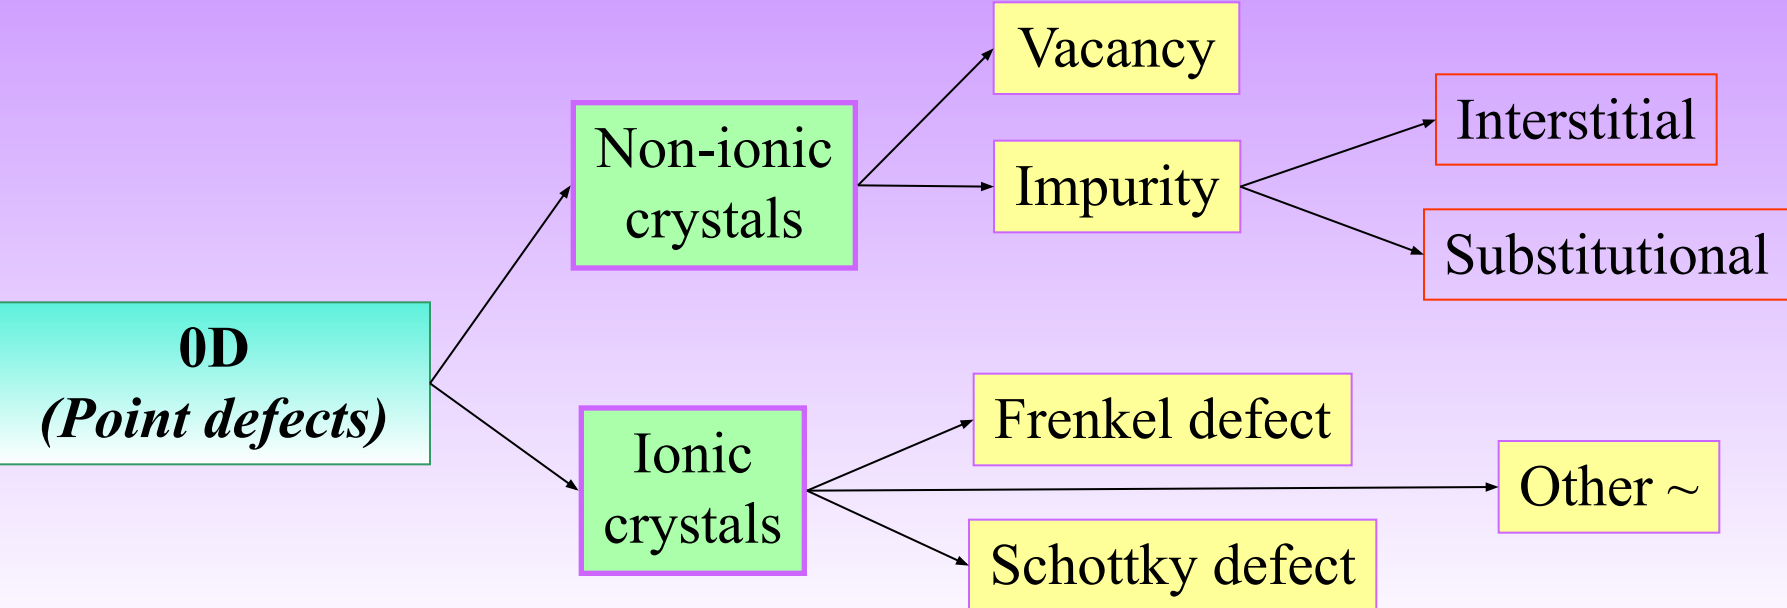 Vacancy
Non-ionic
crystals
Impurity
Interstitial
Substitutional
0D
(Point defects)
Ionic
crystals
Frenkel defect
Other ~
Schottky defect